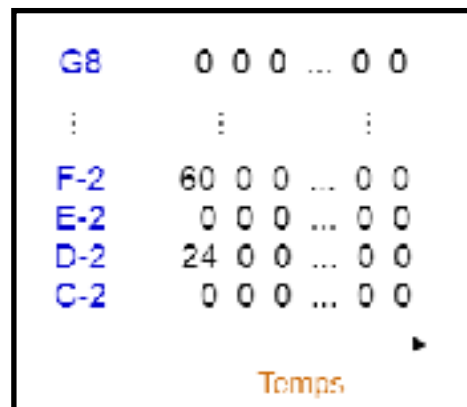 G8 0 0 0 ... 0 0
⋮ ⋮ ⋮
F-2 60 0 0 ... 0 0
E-2 0 0 0 ... 0 0
D-2 24 0 0 ... 0 0
C-2 0 0 0 ... 0 0
Temps